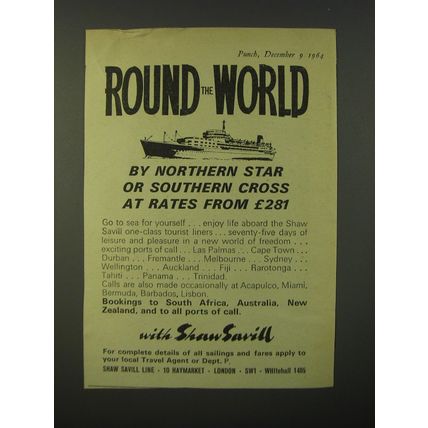 Punch, December 9 1964
ROUND THE WORLD
BY NORTHERN STAR
OR SOUTHERN CROSS
AT RATES FROM £281
Go to sea for yourself . . . enjoy life aboard the Shaw
Savill one-class tourist liners . . . seventy-five days of
leisure and pleasure in a new world of freedom . . .
exciting ports of call . . . Las Palmas . . . Cape Town . . .
Durban . . . Fremantle . . . Melbourne . . . Sydney . . .
Wellington . . . Auckland . . . Fiji . . . Rarotonga . . .
Tahiti . . . Panama . . . Trinidad.
Calls are also made occasionally at Acapulco, Miami,
Bermuda, Barbados, Lisbon.
Bookings to South Africa, Australia, New
Zealand, and to all ports of call.
with Shaw Savill
For complete details of all sailings and fares apply to
your local Travel Agent or Dept. P.
SHAW SAVILL LINE · 10 HAYMARKET · LONDON · SW1 · WHItehall 1485